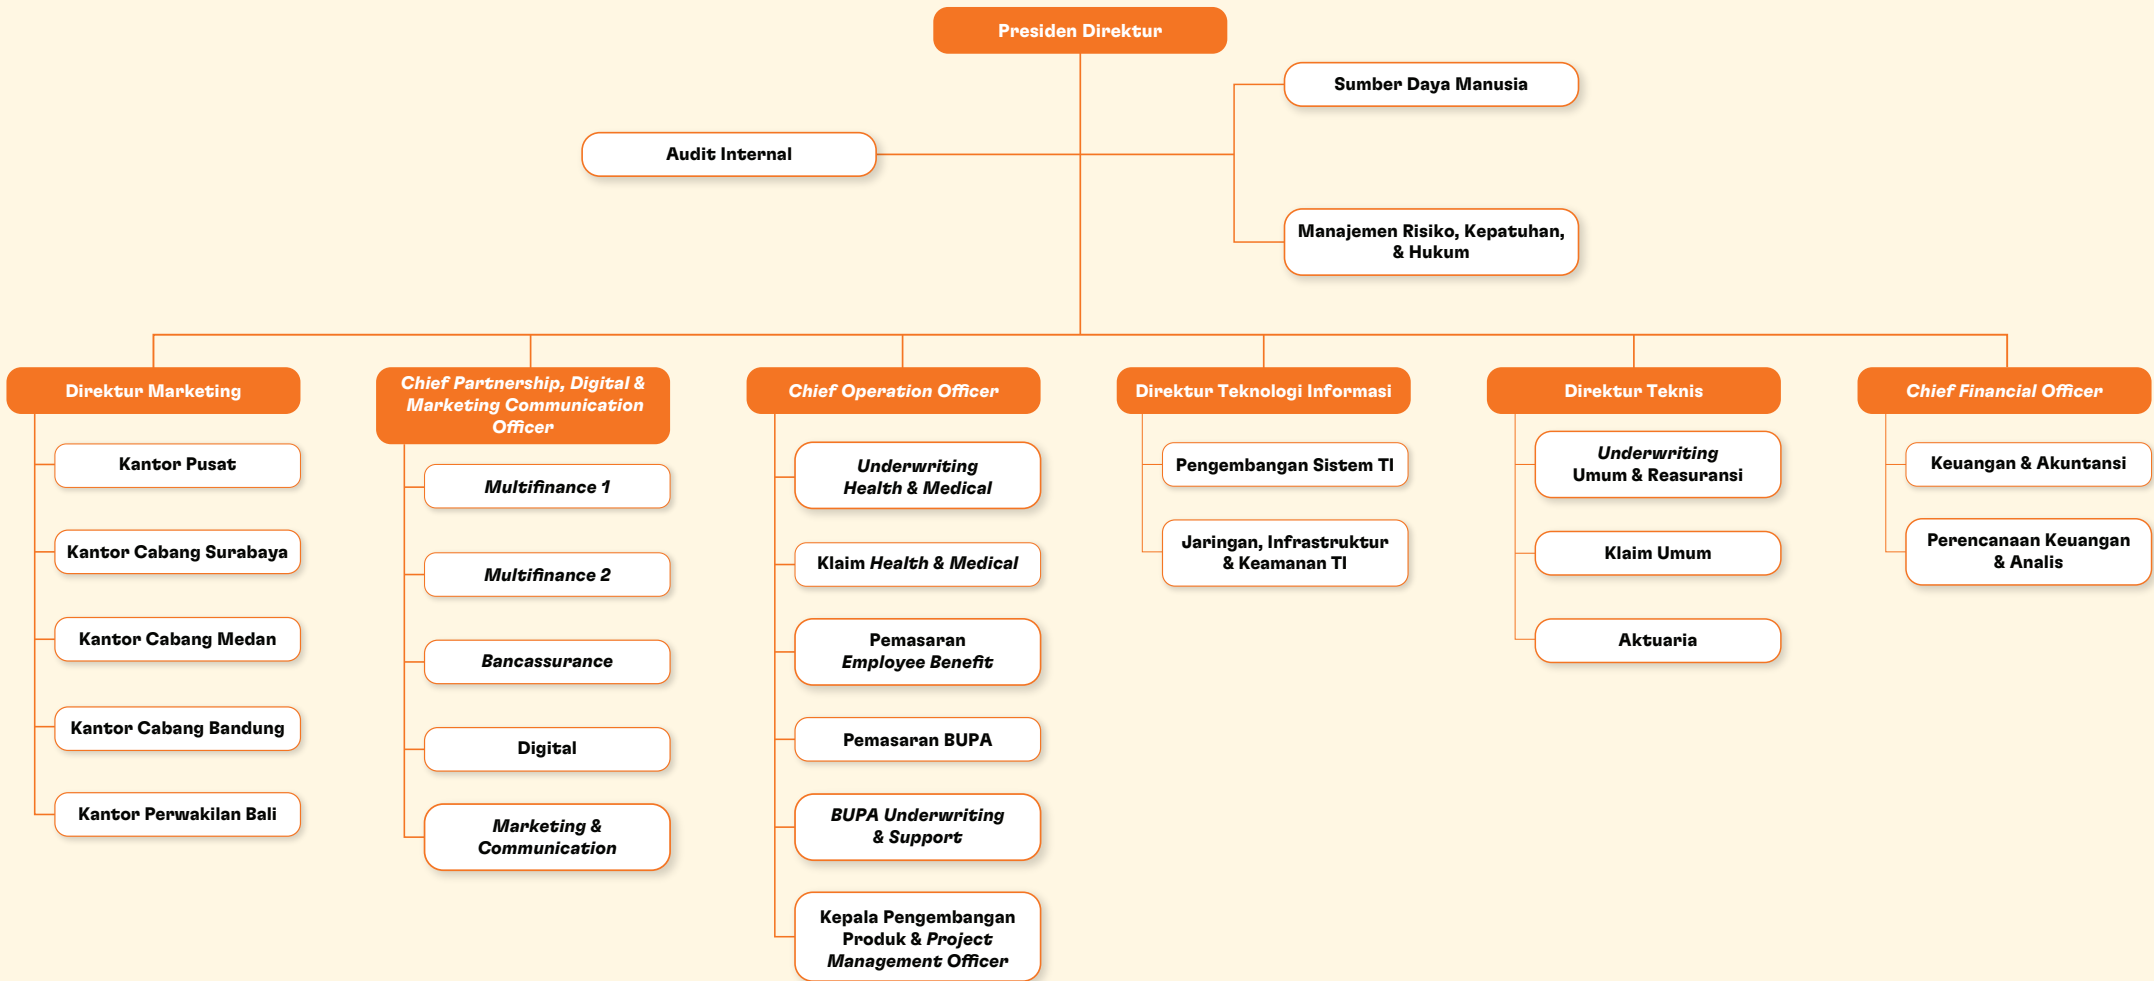 Presiden Direktur
Sumber Daya Manusia
Audit Internal
Manajemen Risiko, Kepatuhan,
& Hukum
Direktur Marketing
Kantor Pusat
Kantor Cabang Surabaya
Kantor Cabang Medan
Kantor Cabang Bandung
Kantor Perwakilan Bali
Chief Partnership, Digital &
Marketing Communication
Officer
Multifinance 1
Multifinance 2
Bancassurance
Digital
Marketing &
Communication
Chief Operation Officer
Underwriting
Health & Medical
Klaim Health & Medical
Pemasaran
Employee Benefit
Pemasaran BUPA
BUPA Underwriting
& Support
Kepala Pengembangan
Produk & Project
Management Officer
Direktur Teknologi Informasi
Pengembangan Sistem TI
Jaringan, Infrastruktur
& Keamanan TI
Direktur Teknis
Underwriting
Umum & Reasuransi
Klaim Umum
Aktuaria
Chief Financial Officer
Keuangan & Akuntansi
Perencanaan Keuangan
& Analis